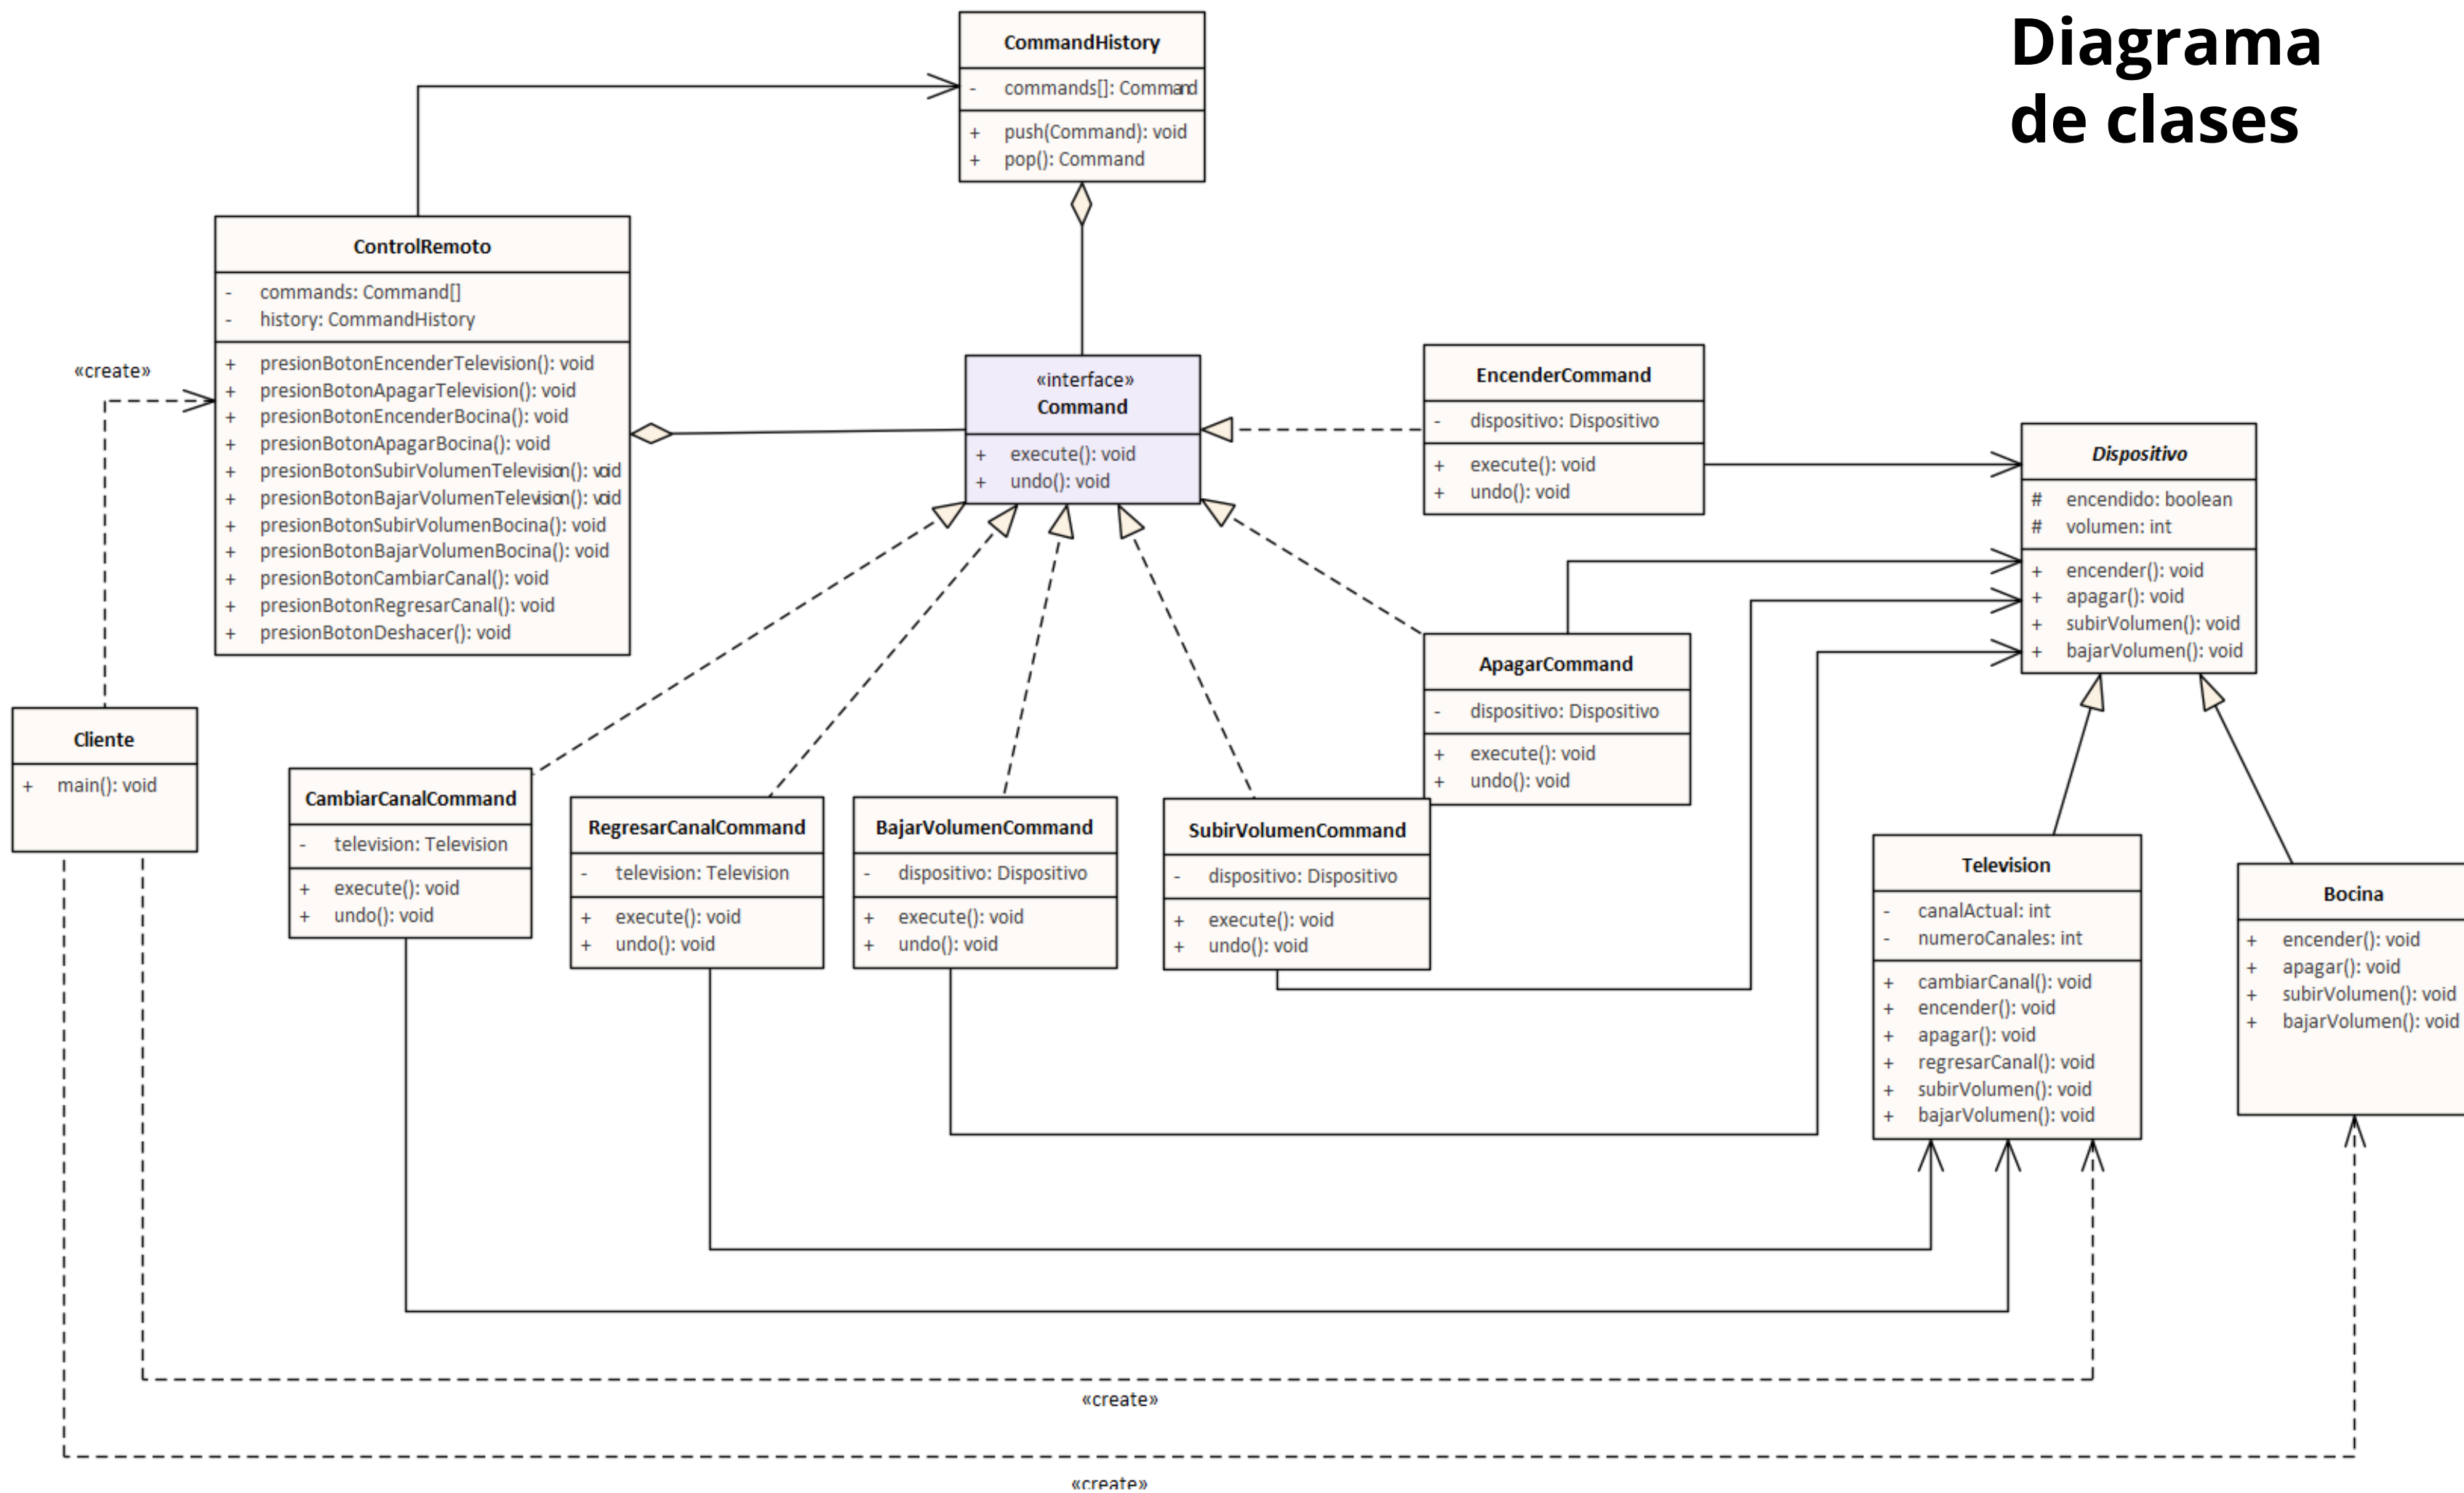 Diagrama
de clases
CommandHistory
- commands[]: Command
+ push(Command): void
+ pop(): Command
ControlRemoto
- commands: Command[]
- history: CommandHistory
+ presionBotonEncenderTelevision(): void
+ presionBotonApagarTelevision(): void
+ presionBotonEncenderBocina(): void
+ presionBotonApagarBocina(): void
+ presionBotonSubirVolumenTelevision(): void
+ presionBotonBajarVolumenTelevision(): void
+ presionBotonSubirVolumenBocina(): void
+ presionBotonBajarVolumenBocina(): void
+ presionBotonCambiarCanal(): void
+ presionBotonRegresarCanal(): void
+ presionBotonDeshacer(): void
«create»
«interface»
Command
+ execute(): void
+ undo(): void
EncenderCommand
- dispositivo: Dispositivo
+ execute(): void
+ undo(): void
Dispositivo
# encendido: boolean
# volumen: int
+ encender(): void
+ apagar(): void
+ subirVolumen(): void
+ bajarVolumen(): void
ApagarCommand
- dispositivo: Dispositivo
+ execute(): void
+ undo(): void
Cliente
+ main(): void
CambiarCanalCommand
- television: Television
+ execute(): void
+ undo(): void
RegresarCanalCommand
- television: Television
+ execute(): void
+ undo(): void
BajarVolumenCommand
- dispositivo: Dispositivo
+ execute(): void
+ undo(): void
SubirVolumenCommand
- dispositivo: Dispositivo
+ execute(): void
+ undo(): void
Television
- canalActual: int
- numeroCanales: int
+ cambiarCanal(): void
+ encender(): void
+ apagar(): void
+ regresarCanal(): void
+ subirVolumen(): void
+ bajarVolumen(): void
Bocina
+ encender(): void
+ apagar(): void
+ subirVolumen(): void
+ bajarVolumen(): void
«create»
«create»